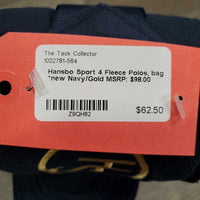 The Tack Collector
1002781-564
Hansbo Sport 4 Fleece Polos, bag
*new Navy/Gold MSRP: $98.00
Z9QH82
$62.50